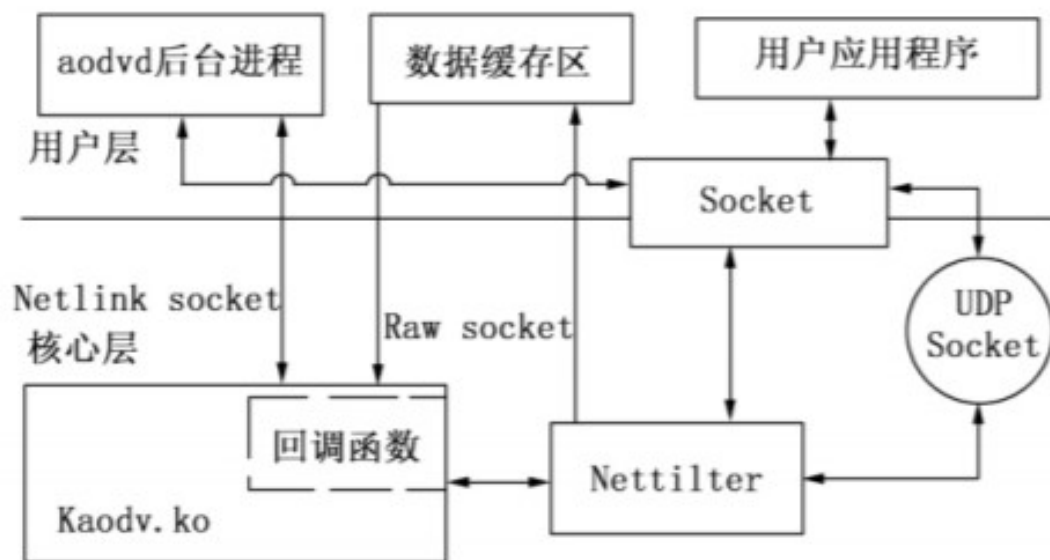 aodvd后台进程
数据缓存区
用户应用程序
用户层
Socket
Netlink socket
Raw socket
UDP
Socket
核心层
回调函数
Nettilter
Kaodv.ko